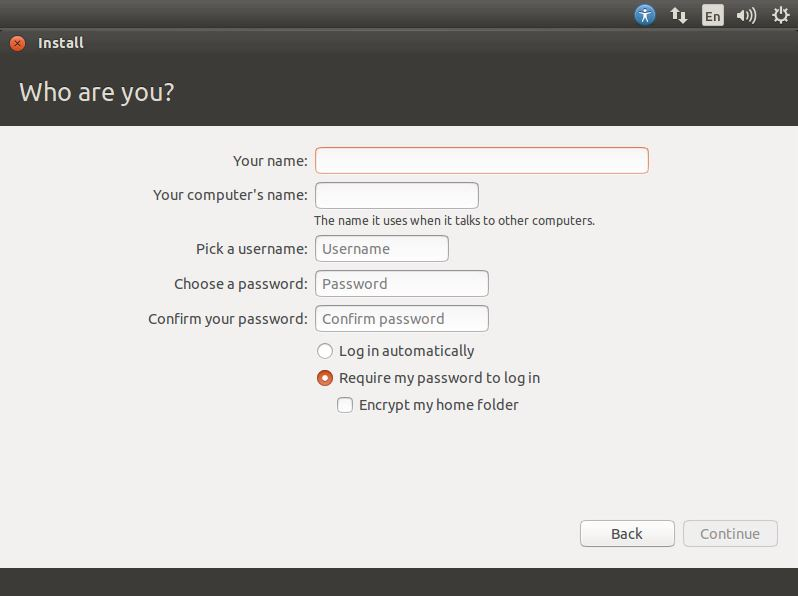 En
Install
Who are you?
Your name:
Your computer's name:
The name it uses when it talks to other computers.
Pick a username: Username
Choose a password: Password
Confirm your password: Confirm password
Log in automatically
Require my password to log in
Encrypt my home folder
Back Continue